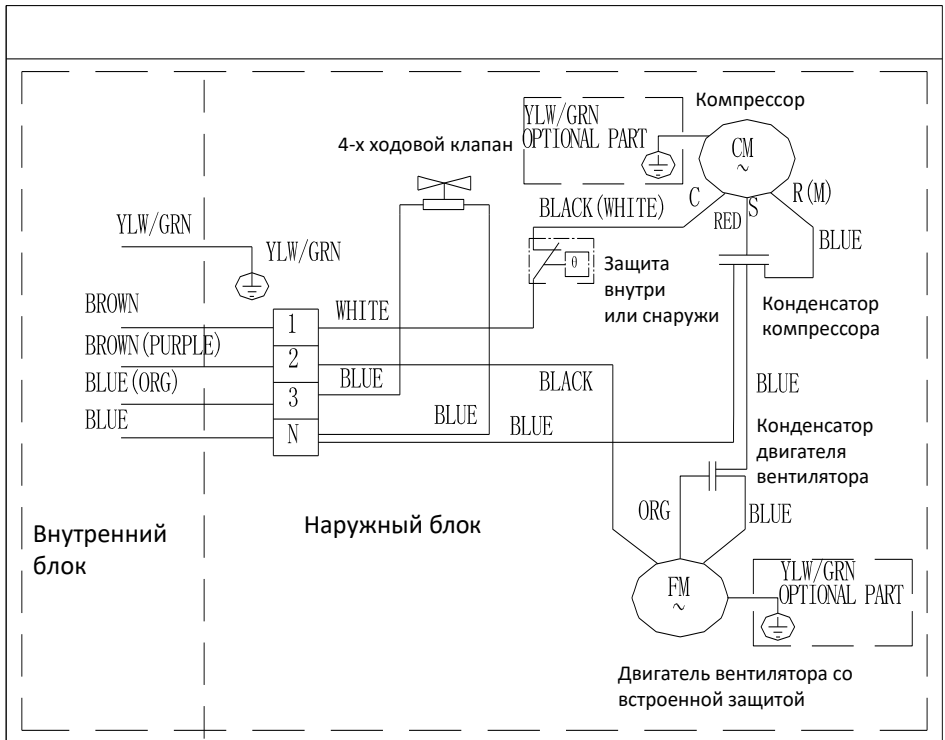 Компрессор
YLW/GRN
OPTIONAL PART
4-х ходовой клапан
CM
~
C
S
R(M)
BLACK(WHITE)
RED
BLUE
YLW/GRN
YLW/GRN
θ
Защита
внутри
или снаружи
Конденсатор
компрессора
BROWN
1
WHITE
BROWN(PURPLE)
2
BLUE
BLACK
BLUE(ORG)
3
BLUE
BLUE
N
BLUE
BLUE
Конденсатор
двигателя
вентилятора
ORG
BLUE
Внутренний
блок
Наружный блок
FM
~
YLW/GRN
OPTIONAL PART
Двигатель вентилятора со
встроенной защитой